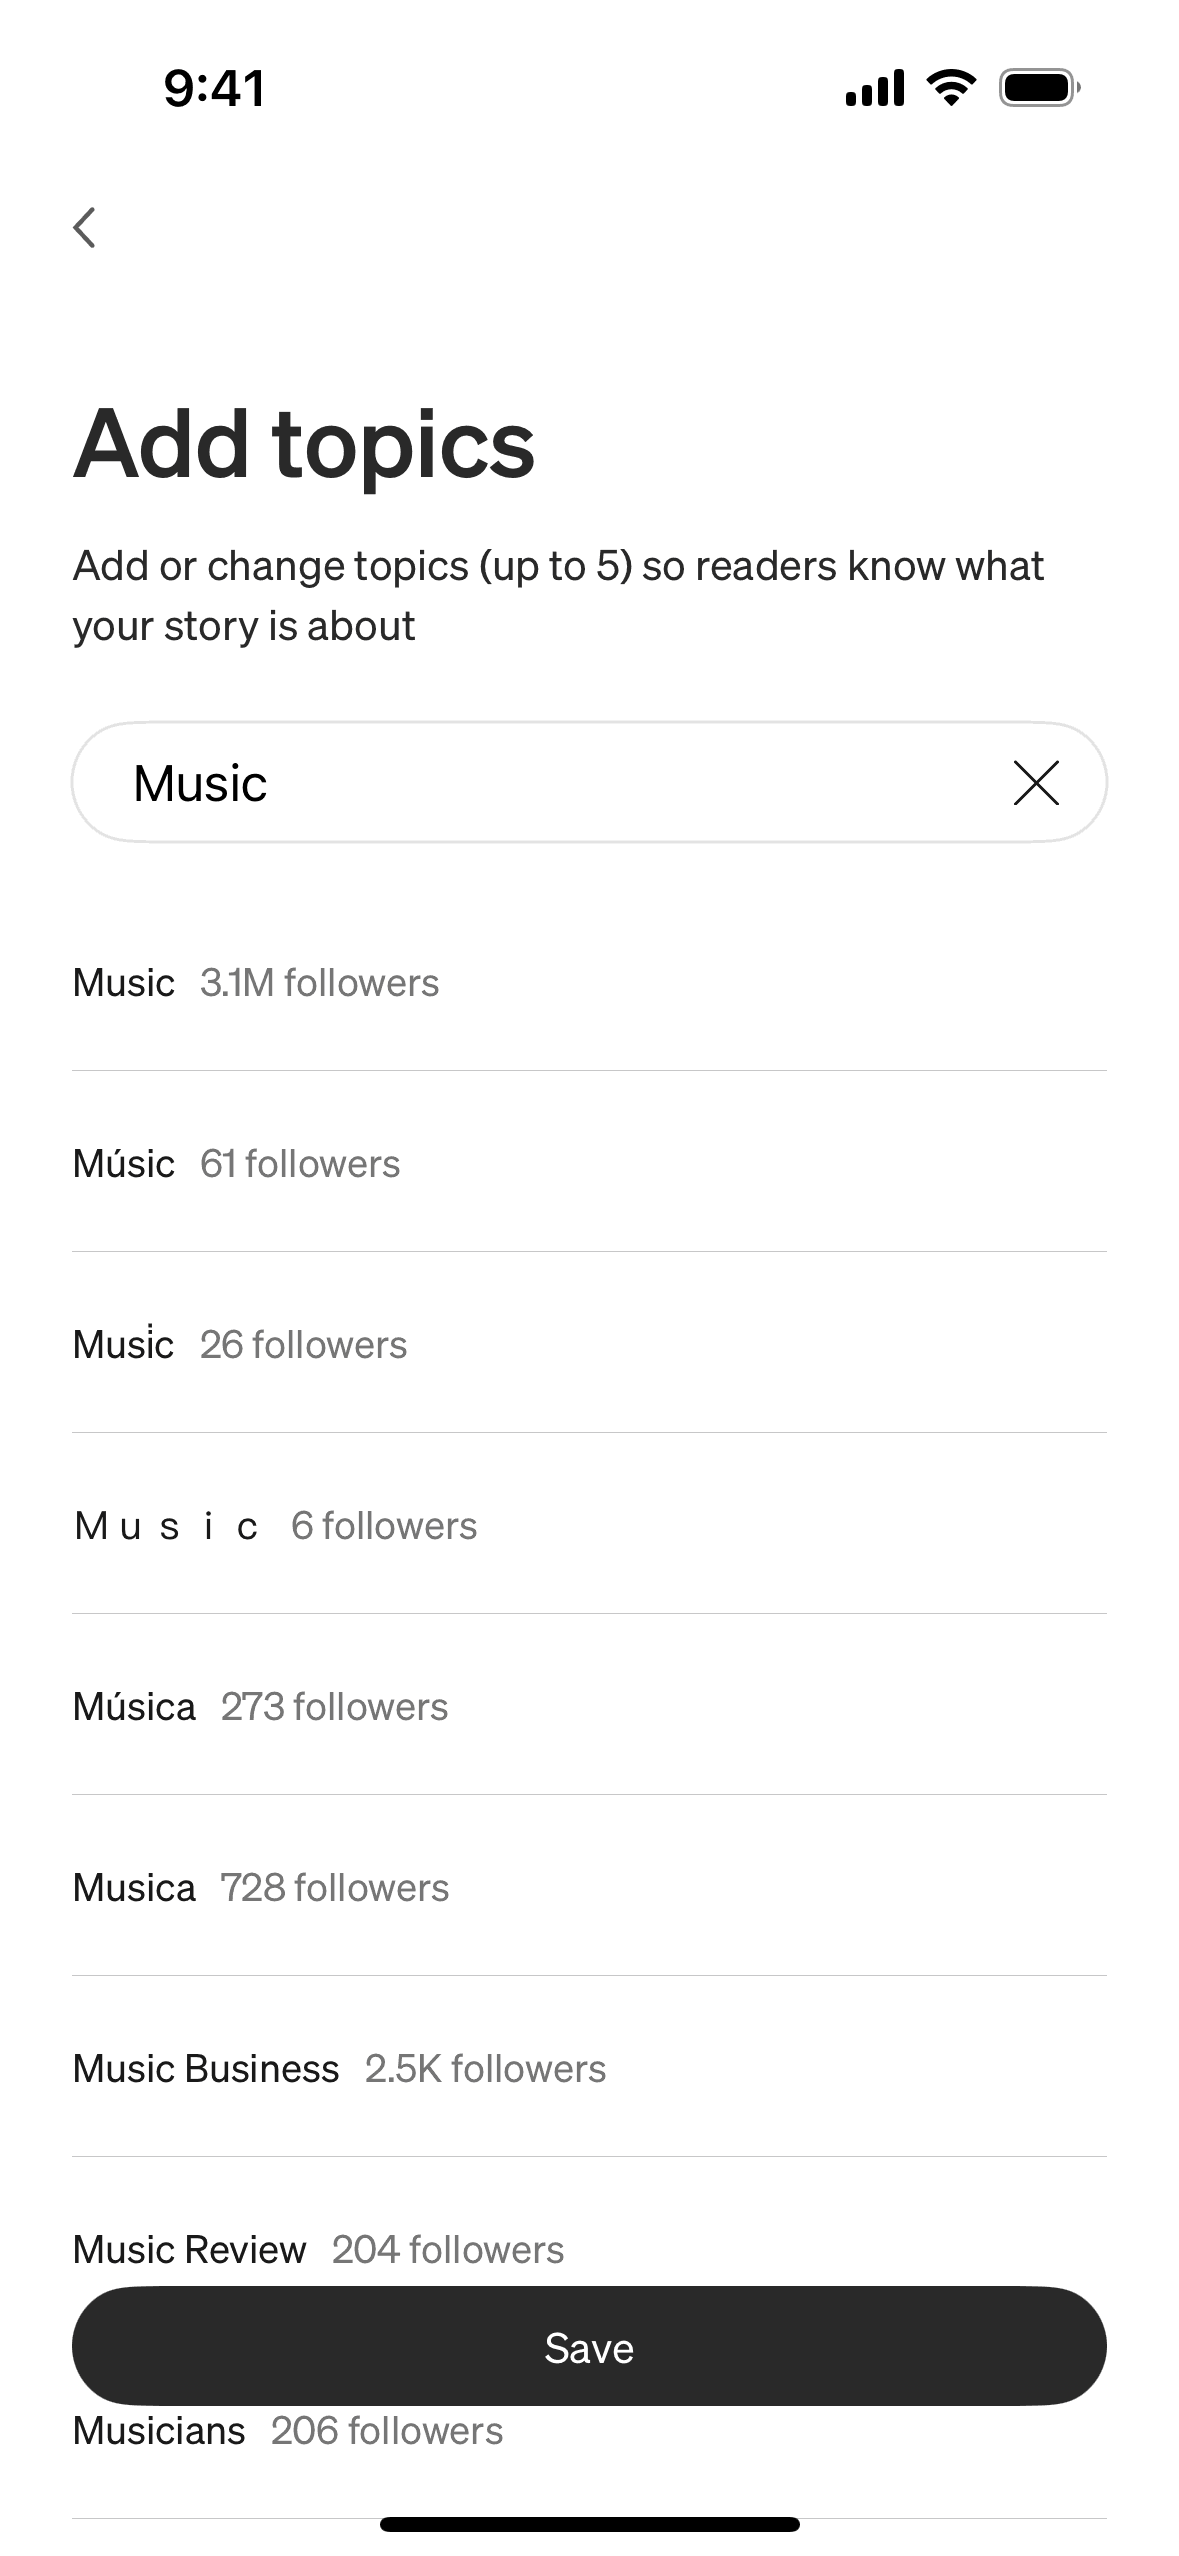 9:41
Add topics
Add or change topics (up to 5) so readers know what
your story is about
Music
Music 3.1M followers
Músic 61 followers
Musi̇c 26 followers
Ｍｕｓｉｃ 6 followers
Música 273 followers
Musica 728 followers
Music Business 2.5K followers
Music Review 204 followers
Save
Musicians 206 followers